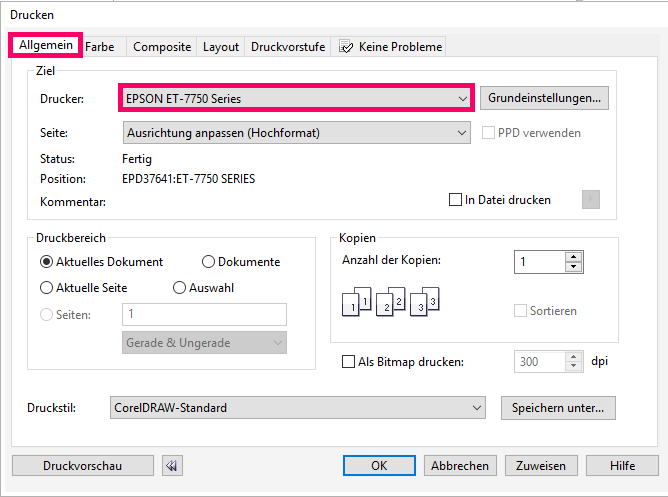 Drucken
Allgemein Farbe Composite Layout Druckvorstufe Keine Probleme
Ziel
Drucker: EPSON ET-7750 Series Grundeinstellungen...
Seite: Ausrichtung anpassen (Hochformat) PPD verwenden
Status: Fertig
Position: EPD37641:ET-7750 SERIES
Kommentar: In Datei drucken
Druckbereich
Aktuelles Dokument Dokumente
Aktuelle Seite Auswahl
Seiten: 1
Gerade & Ungerade
Kopien
Anzahl der Kopien: 1
1 1 2 2 3 3
Sortieren
Als Bitmap drucken: 300 dpi
Druckstil: CorelDRAW-Standard Speichern unter...
Druckvorschau OK Abbrechen Zuweisen Hilfe